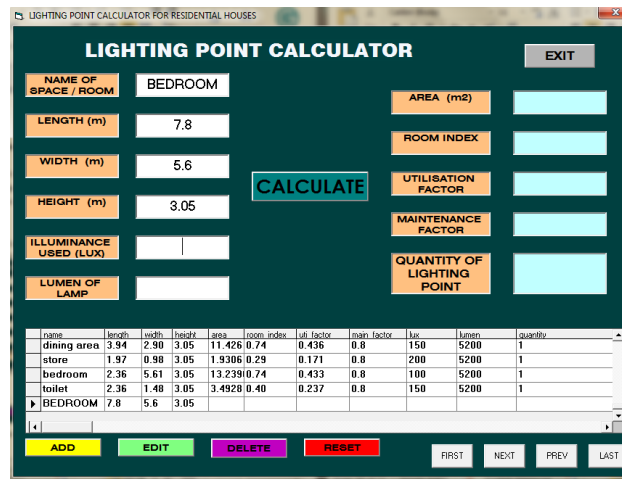 LIGHTING POINT CALCULATOR FOR RESIDENTIAL HOUSES
LIGHTING POINT CALCULATOR
EXIT
NAME OF
SPACE / ROOM
BEDROOM
LENGTH (m)
7.8
WIDTH (m)
5.6
HEIGHT (m)
3.05
ILLUMINANCE
USED (LUX)
LUMEN OF
LAMP
CALCULATE
AREA (m2)
ROOM INDEX
UTILISATION
FACTOR
MAINTENANCE
FACTOR
QUANTITY OF
LIGHTING
POINT
name length width height area room index uti factor main factor lux lumen quantity
dining area 3.94 2.90 3.05 11.426 0.74 0.436 0.8 150 5200 1
store 1.97 0.98 3.05 1.9306 0.29 0.171 0.8 200 5200 1
bedroom 2.36 5.61 3.05 13.239 0.74 0.433 0.8 100 5200 1
toilet 2.36 1.48 3.05 3.4928 0.40 0.237 0.8 150 5200 1
BEDROOM 7.8 5.6 3.05
ADD EDIT DELETE RESET FIRST NEXT PREV LAST